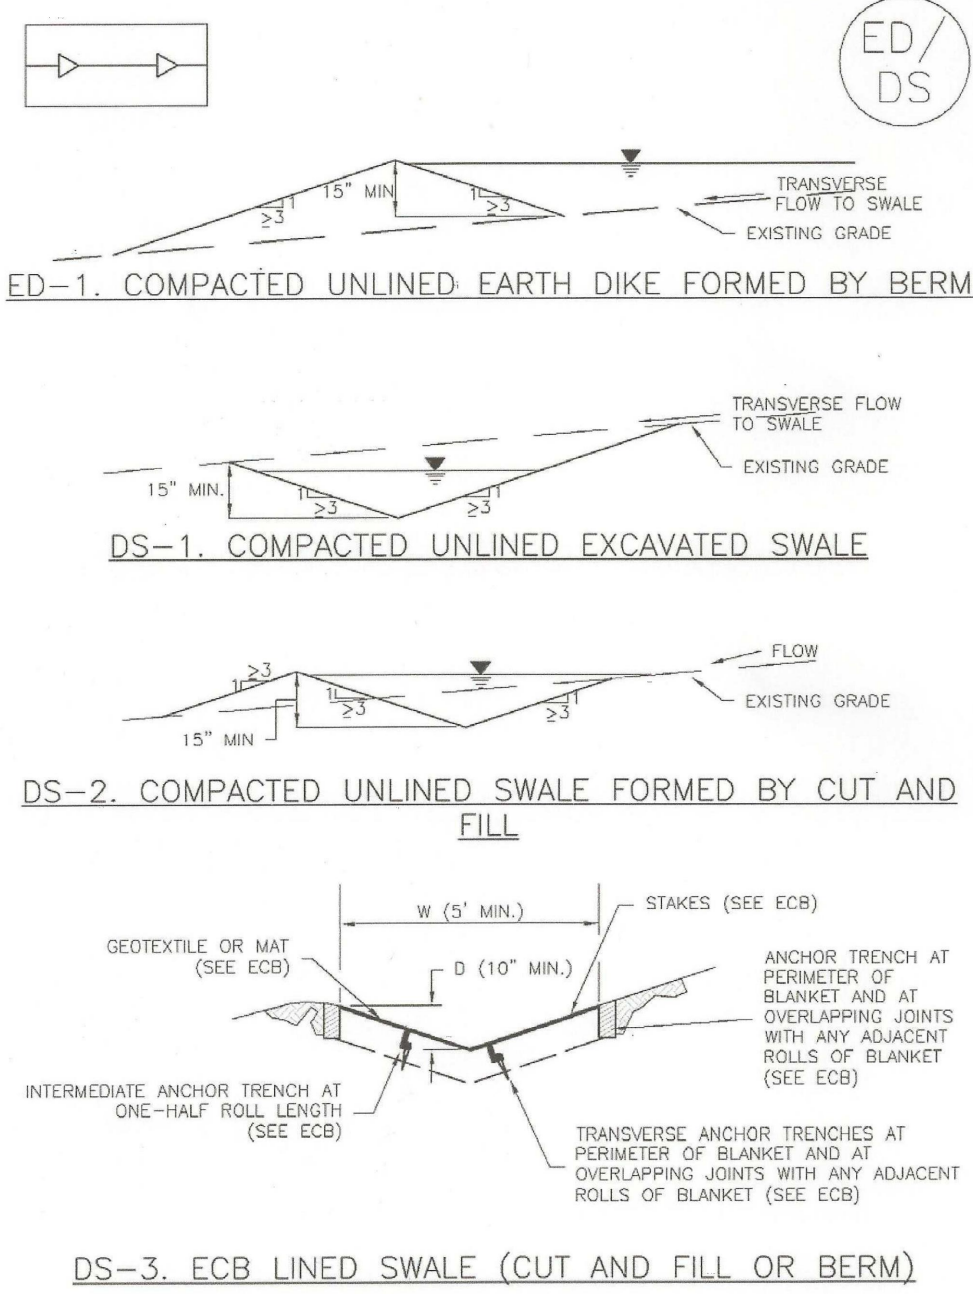 ED/
DS
15" MIN
1
≥3
1
≥3
TRANSVERSE
FLOW TO SWALE
EXISTING GRADE
ED-1. COMPACTED UNLINED EARTH DIKE FORMED BY BERM
TRANSVERSE FLOW
TO SWALE
EXISTING GRADE
15" MIN.
1
≥3
1
≥3
DS-1. COMPACTED UNLINED EXCAVATED SWALE
FLOW
≥3
1
1
≥3
1
≥3
EXISTING GRADE
15" MIN
DS-2. COMPACTED UNLINED SWALE FORMED BY CUT AND
FILL
W (5' MIN.)
STAKES (SEE ECB)
GEOTEXTILE OR MAT
(SEE ECB)
D (10" MIN.)
ANCHOR TRENCH AT
PERIMETER OF
BLANKET AND AT
OVERLAPPING JOINTS
WITH ANY ADJACENT
ROLLS OF BLANKET
(SEE ECB)
INTERMEDIATE ANCHOR TRENCH AT
ONE-HALF ROLL LENGTH
(SEE ECB)
TRANSVERSE ANCHOR TRENCHES AT
PERIMETER OF BLANKET AND AT
OVERLAPPING JOINTS WITH ANY ADJACENT
ROLLS OF BLANKET (SEE ECB)
DS-3. ECB LINED SWALE (CUT AND FILL OR BERM)